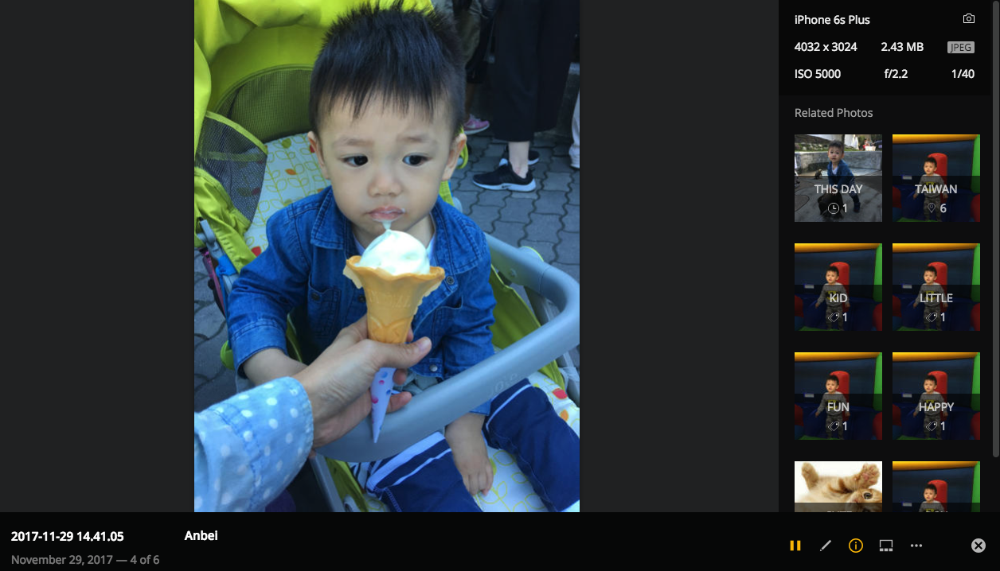 iPhone 6s Plus
4032 x 3024 2.43 MB JPEG
ISO 5000 f/2.2 1/40
Related Photos
THIS DAY
1
TAIWAN
6
KID
1
LITTLE
1
FUN
1
HAPPY
1
2017-11-29 14.41.05
Anbei
November 29, 2017 — 4 of 6